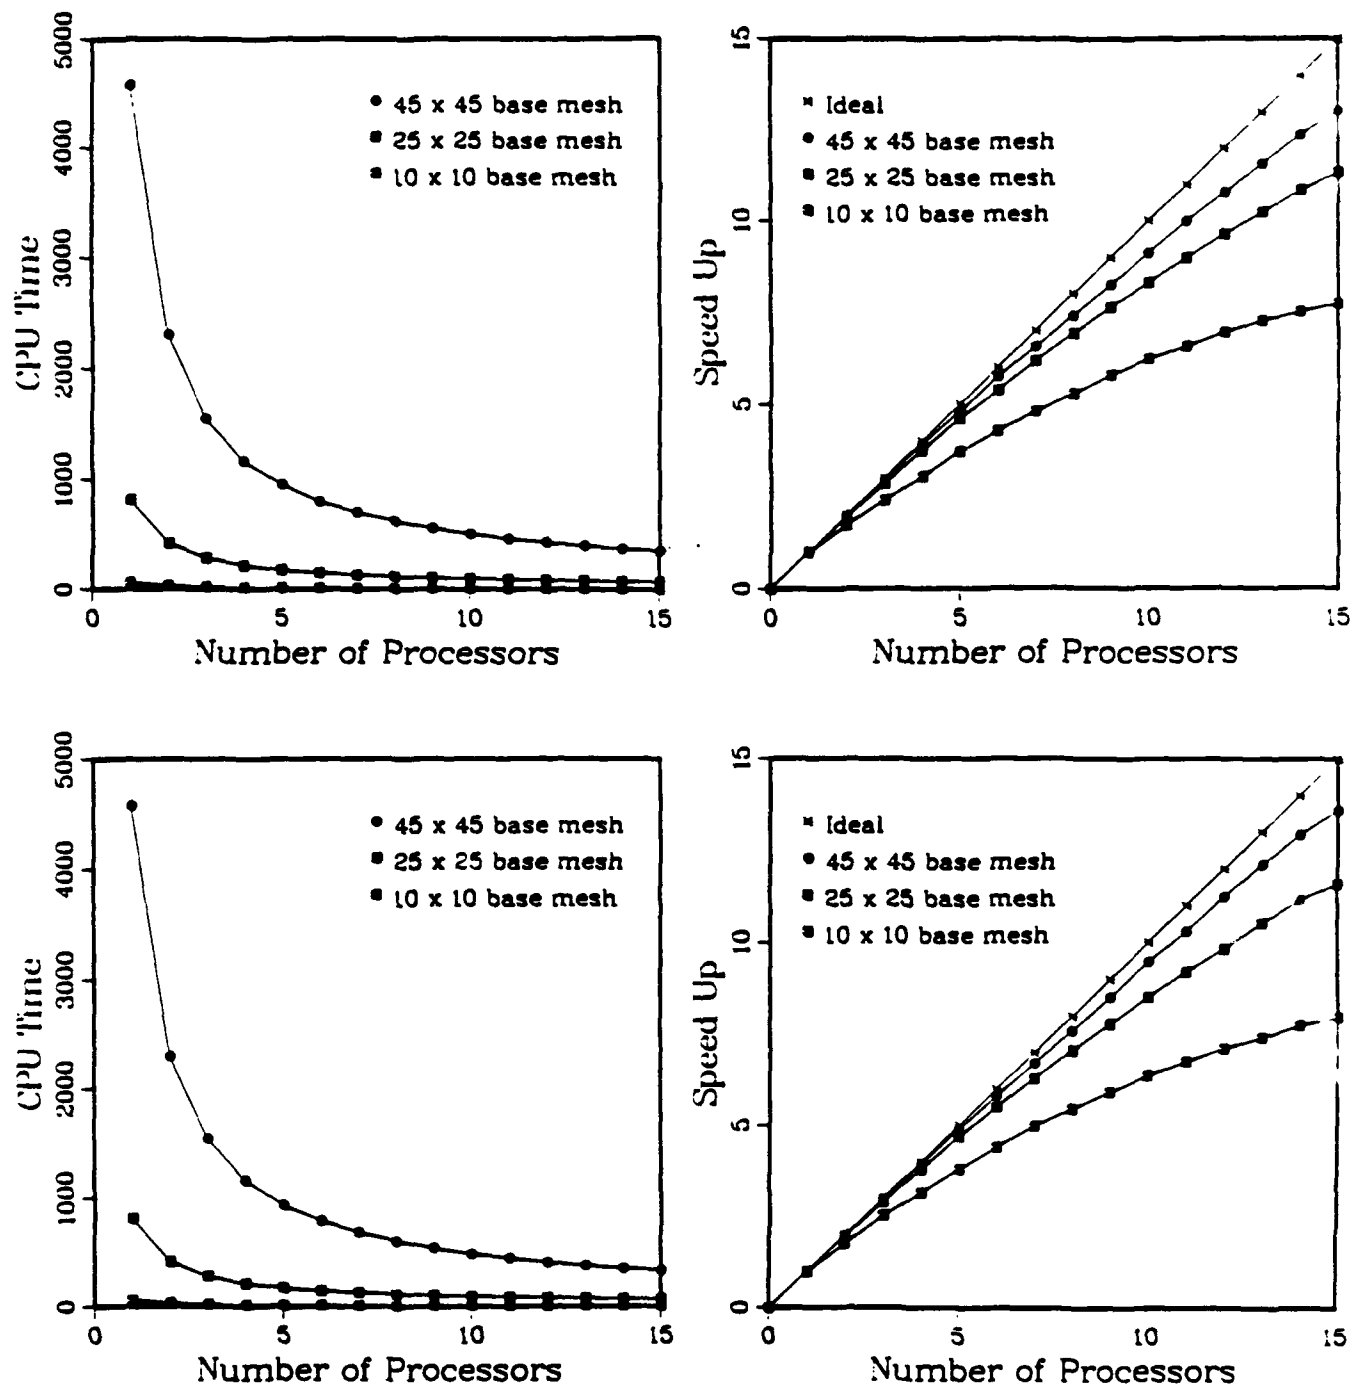 5000
4000
3000
2000
1000
0
CPU Time
45 x 45 base mesh
25 x 25 base mesh
10 x 10 base mesh
0 5 10 15
Number of Processors
15
10
5
0
Speed Up
Ideal
45 x 45 base mesh
25 x 25 base mesh
10 x 10 base mesh
0 5 10 15
Number of Processors
5000
4000
3000
2000
1000
0
CPU Time
45 x 45 base mesh
25 x 25 base mesh
10 x 10 base mesh
0 5 10 15
Number of Processors
15
10
5
0
Speed Up
Ideal
45 x 45 base mesh
25 x 25 base mesh
10 x 10 base mesh
0 5 10 15
Number of Processors